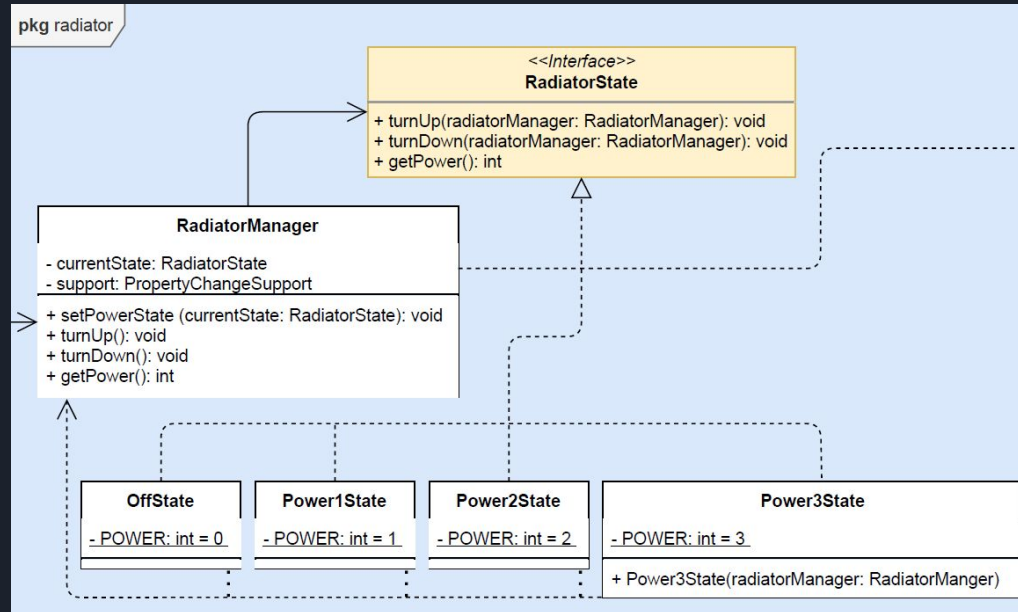 pkg radiator
<<Interface>>
RadiatorState
+ turnUp(radiatorManager: RadiatorManager): void
+ turnDown(radiatorManager: RadiatorManager): void
+ getPower(): int
RadiatorManager
- currentState: RadiatorState
- support: PropertyChangeSupport
+ setPowerState (currentState: RadiatorState): void
+ turnUp(): void
+ turnDown(): void
+ getPower(): int
OffState
- POWER: int = 0
Power1State
- POWER: int = 1
Power2State
- POWER: int = 2
Power3State
- POWER: int = 3
+ Power3State(radiatorManager: RadiatorManger)